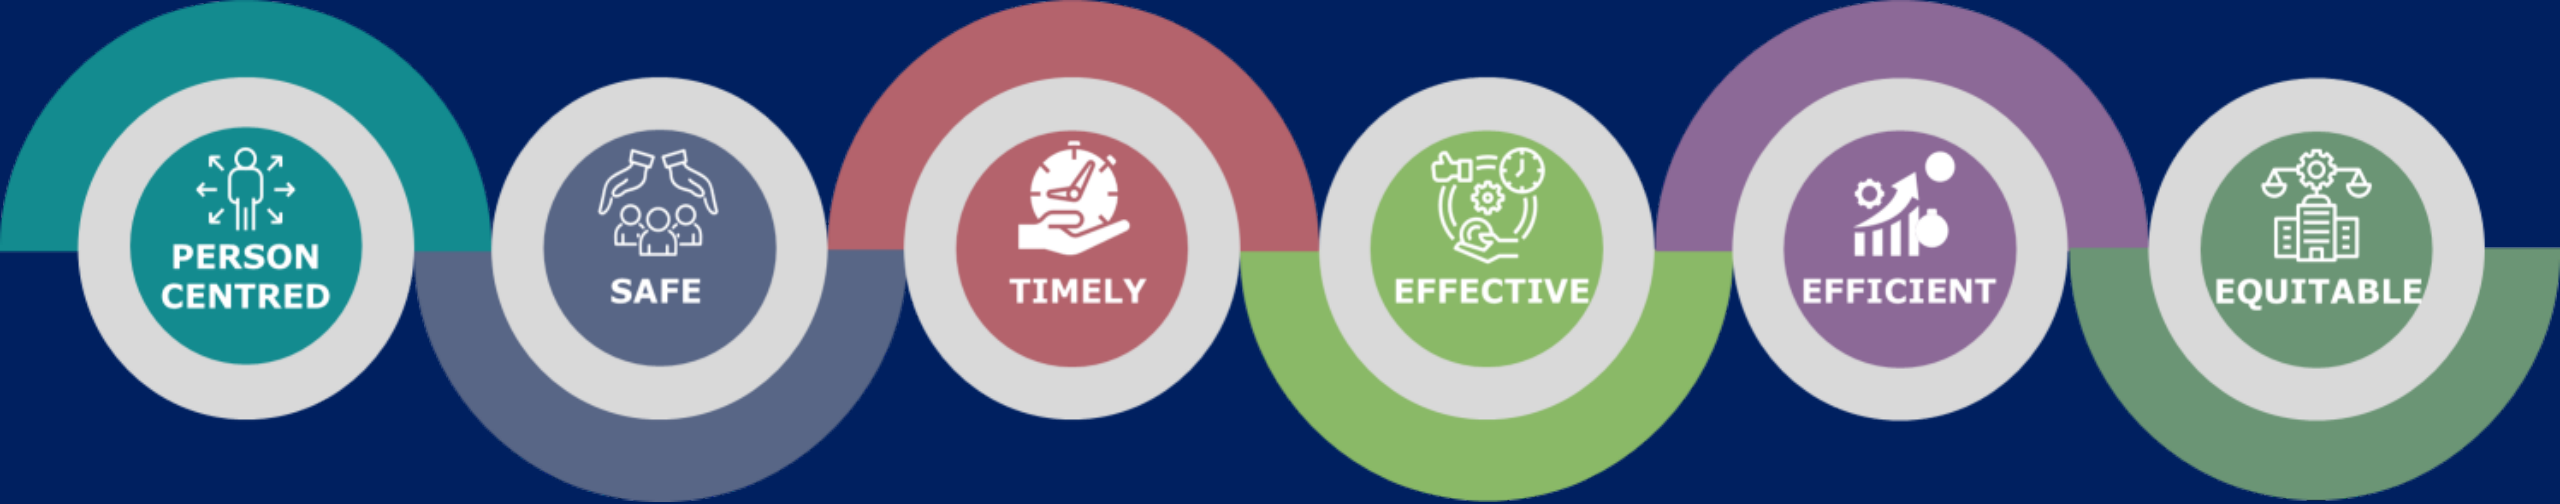 PERSON
CENTRED
SAFE
TIMELY
EFFECTIVE
EFFICIENT
EQUITABLE